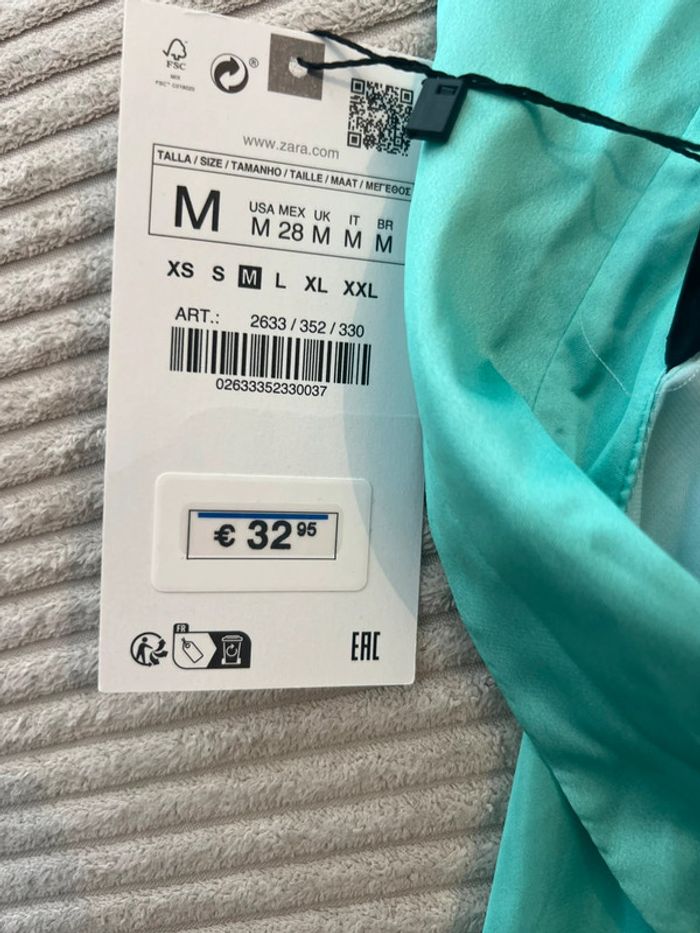 FSC
MIX
®
www.zara.com
TALLA / SIZE / TAMANHO / TAILLE / MAAT / ΜΕΓΕΘΟΣ
M
USA MEX UK IT BR
M 28 M M M
XS S M L XL XXL
ART.: 2633 / 352 / 330
02633352330037
€ 32 95
FR
EAC